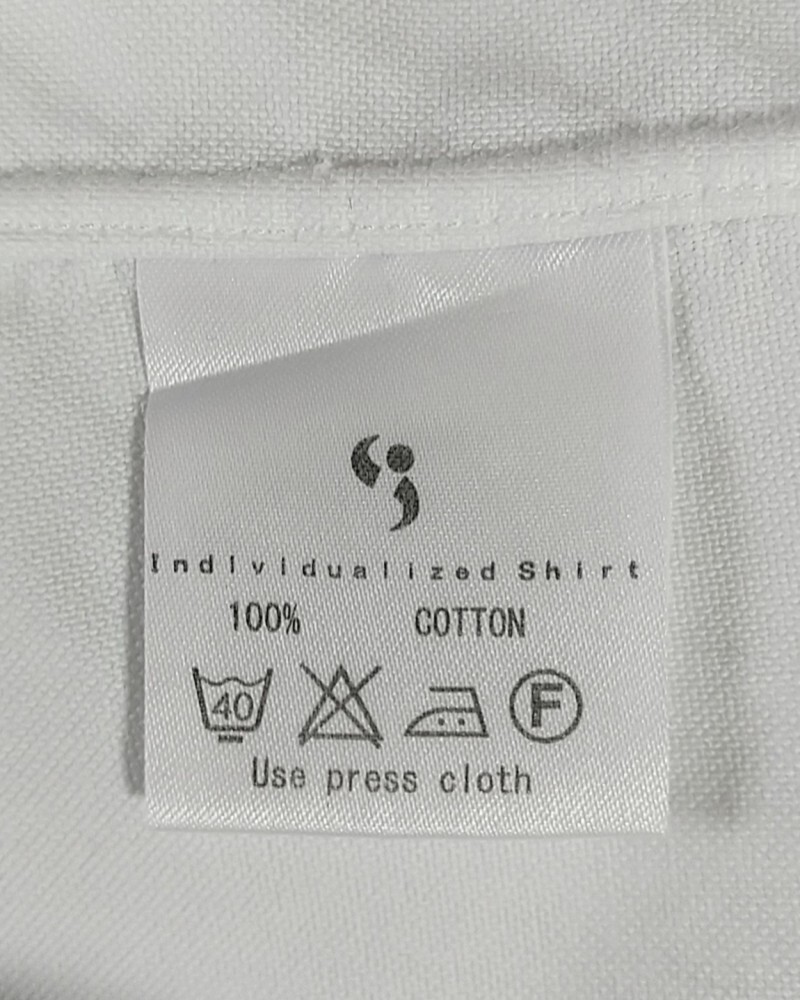 Individualized Shirt
100% COTTON
40 F
Use press cloth